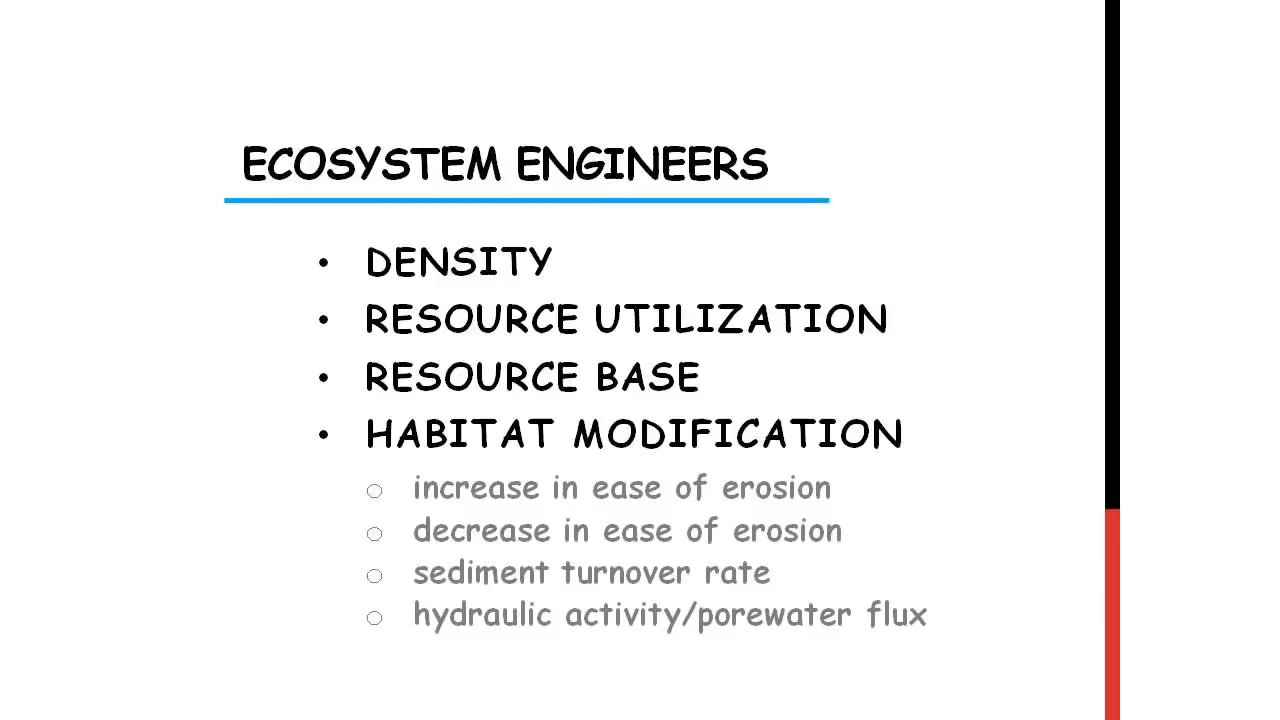 ECOSYSTEM ENGINEERS
• DENSITY
• RESOURCE UTILIZATION
• RESOURCE BASE
• HABITAT MODIFICATION
○ increase in ease of erosion
○ decrease in ease of erosion
○ sediment turnover rate
○ hydraulic activity/porewater flux